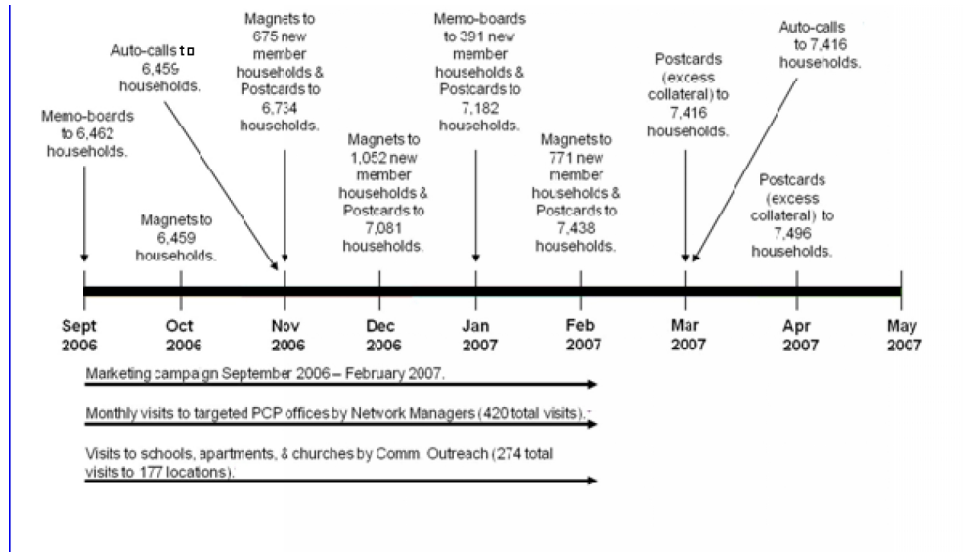 Memo-boards
to 6,462
households.
Auto-calls to
6,459
households.
Magnets to
6,459
households.
Magnets to
675 new
member
households &
Postcards to
6,734
households.
Magnets to
1,052 new
member
households &
Postcards to
7,081
households.
Memo-boards
to 391 new
member
households &
Postcards to
7,182
households.
Magnets to
771 new
member
households &
Postcards to
7,438
households.
Postcards
(excess
collateral) to
7,416
households.
Auto-calls
to 7,416
households.
Postcards
(excess
collateral) to
7,496
households.
Sept
2006
Oct
2006
Nov
2006
Dec
2006
Jan
2007
Feb
2007
Mar
2007
Apr
2007
May
2007
Marketing campaign September 2006 – February 2007.
Monthly visits to targeted PCP offices by Network Managers (420 total visits).
Visits to schools, apartments, & churches by Comm. Outreach (274 total
visits to 177 locations).